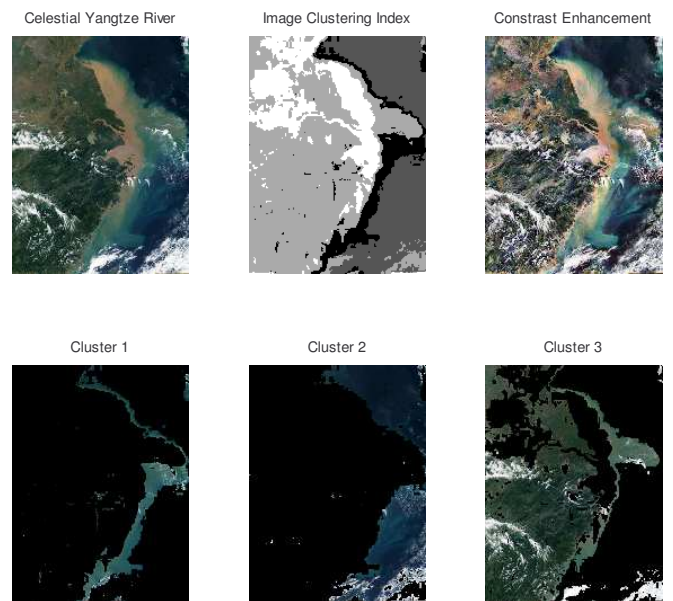 Celestial Yangtze River
Image Clustering Index
Constrast Enhancement
Cluster 1
Cluster 2
Cluster 3